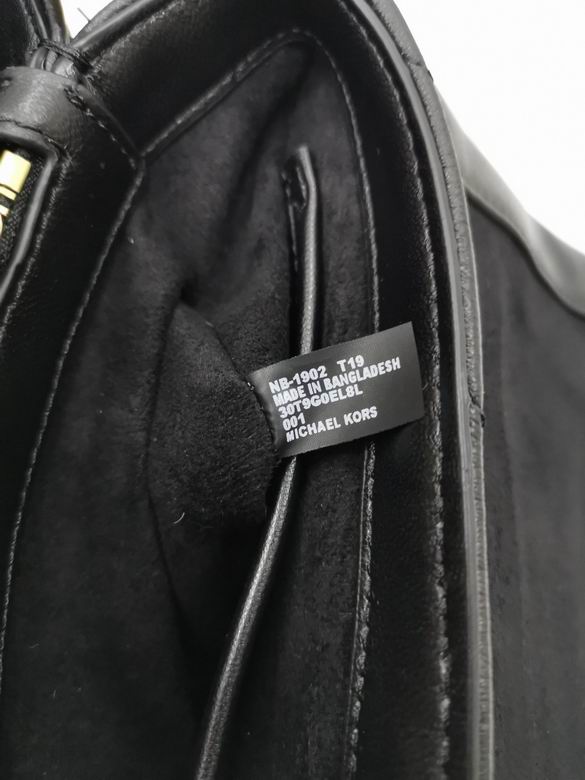 NB-1902 T19
MADE IN BANGLADESH
30T9G0EL8L
001
MICHAEL KORS